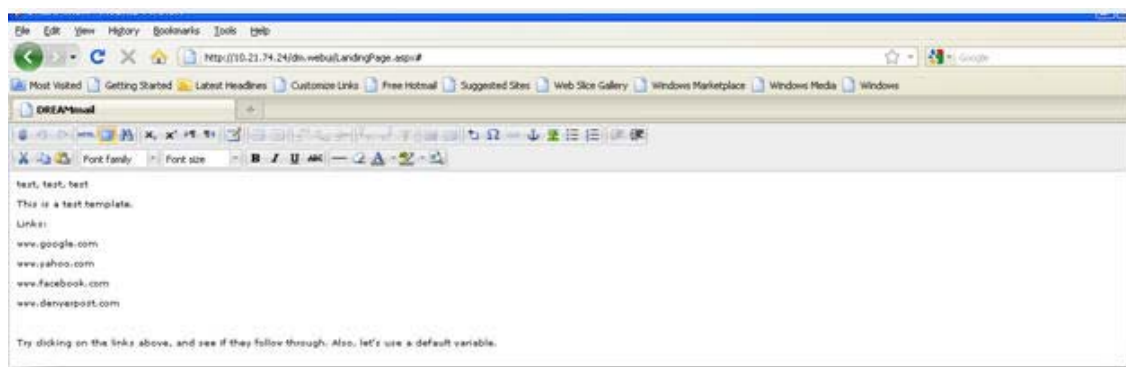 File Edit View History Bookmarks Tools Help
http://10.21.74.24/dm.webui/LandingPage.aspx#
Google
Most Visited Getting Started Latest Headlines Customize Links Free Hotmail Suggested Sites Web Slice Gallery Windows Marketplace Windows Media Windows
DREAMmail
HTML
Font family Font size B I U ABC A
test, test, test
This is a test template.
Links:
www.google.com
www.yahoo.com
www.facebook.com
www.denverpost.com
Try clicking on the links above, and see if they follow through. Also, let's use a default variable.